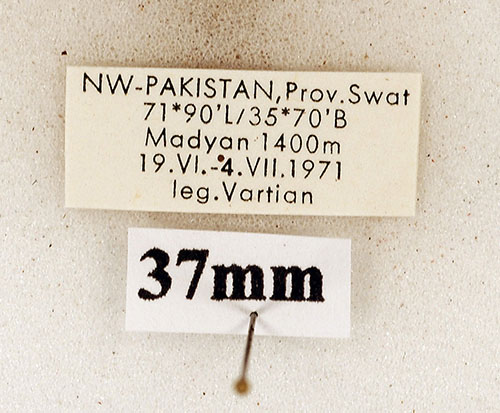 NW-PAKISTAN, Prov. Swat
71*90'L/35*70'B
Madyan 1400m
19.VI.-4.VII.1971
leg.Vartian
37mm